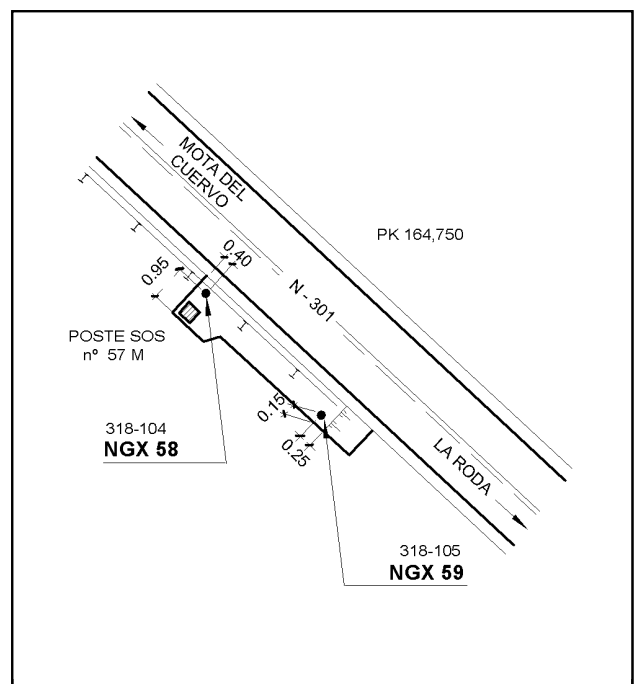 MOTA DEL
CUERVO
PK 164,750
0.40
0.95
N - 301
POSTE SOS
nº 57 M
0.15
0.25
318-104
NGX 58
LA RODA
318-105
NGX 59